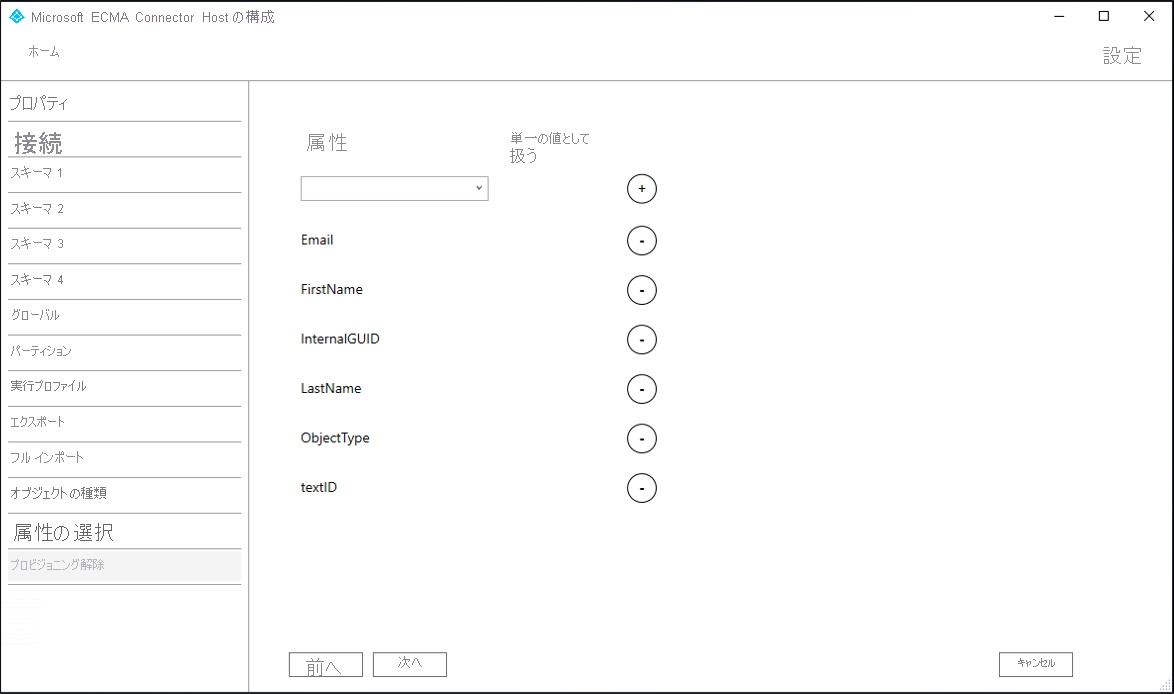 Microsoft ECMA Connector Host の構成
ホーム
設定
プロパティ
接続
スキーマ 1
スキーマ 2
スキーマ 3
スキーマ 4
グローバル
パーティション
実行プロファイル
エクスポート
フル インポート
オブジェクトの種類
属性の選択
プロビジョニング解除
属性
単一の値として
扱う
+
Email
-
FirstName
-
InternalGUID
-
LastName
-
ObjectType
-
textID
-
前へ
次へ
キャンセル